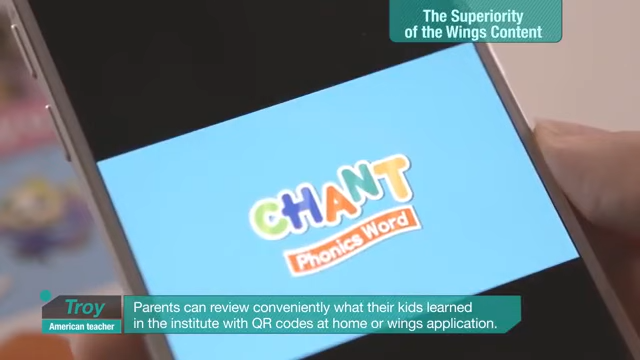 The Superiority
of the Wings Content
CHANT
Phonics Word
Troy
American teacher
Parents can review conveniently what their kids learned
in the institute with QR codes at home or wings application.